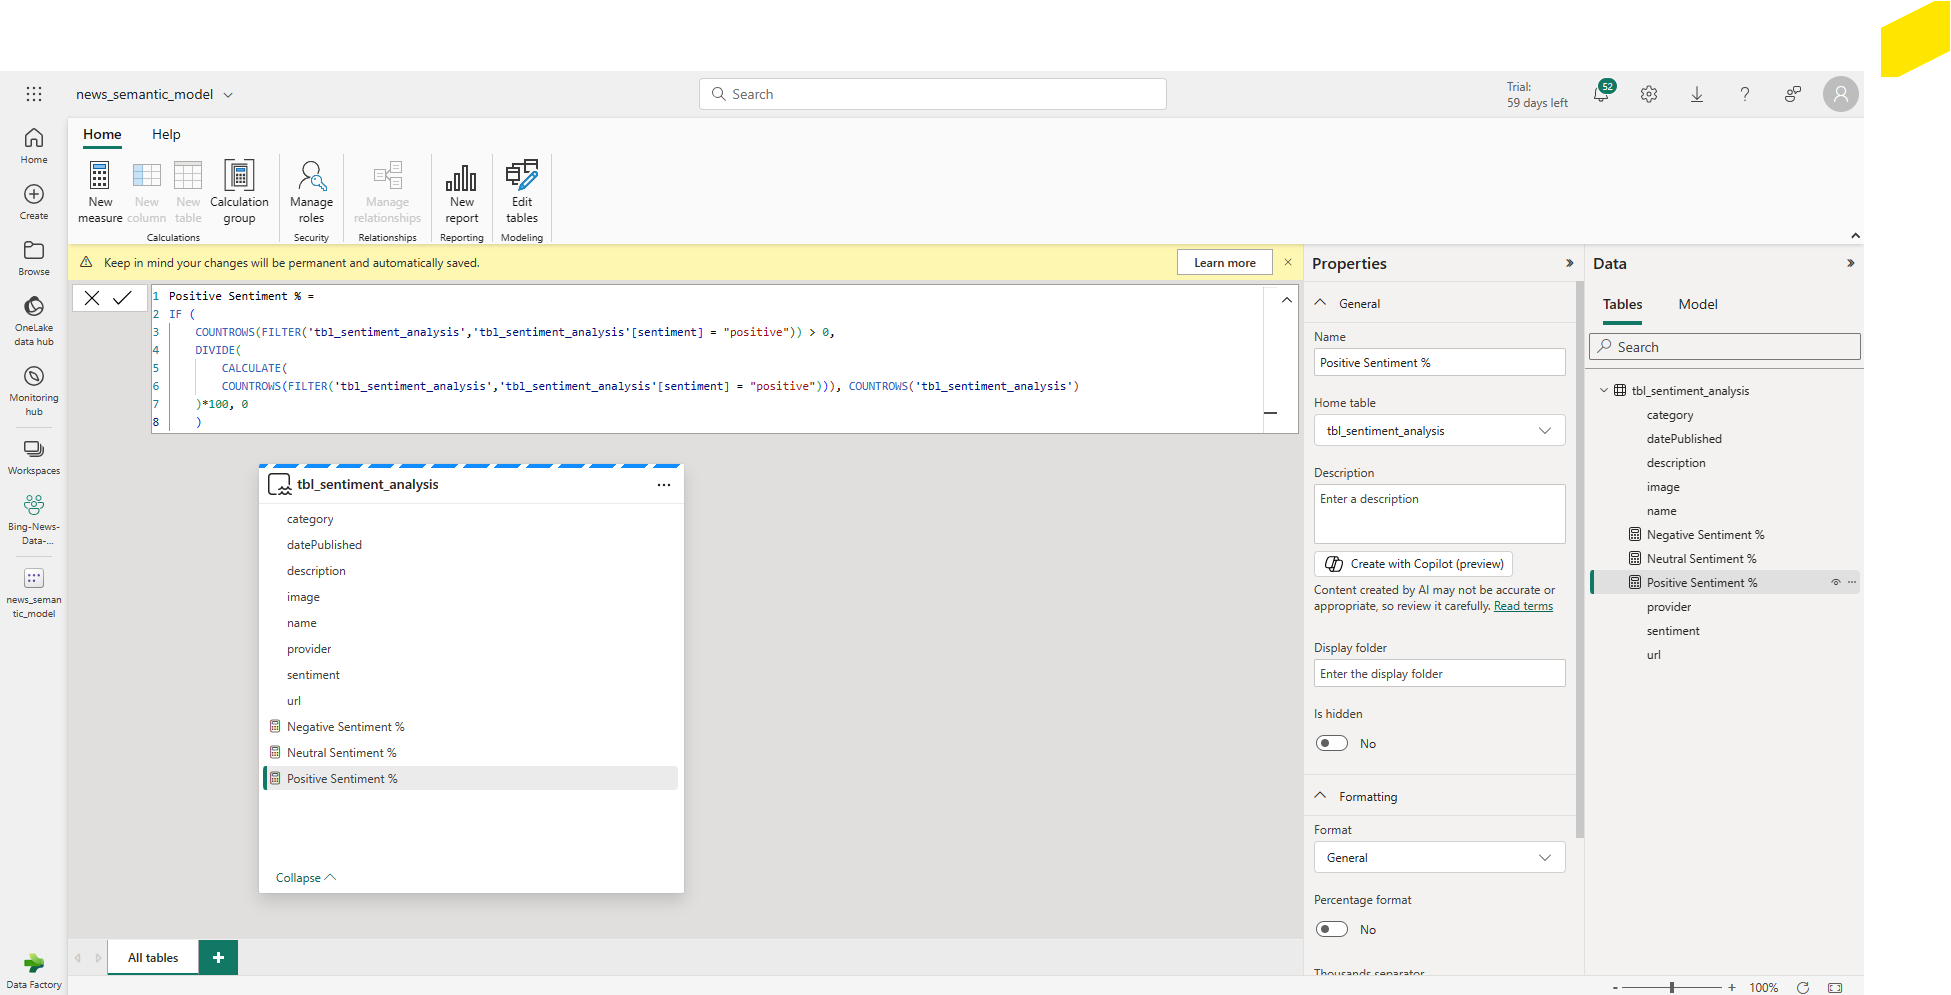 news_semantic_model
Search
Trial:
59 days left
52
Home
Help
Home
Create
Browse
OneLake
data hub
Monitoring
hub
Workspaces
Bing-News-
Data-...
news_seman
tic_model
Data Factory
New
measure
New
column
New
table
Calculation
group
Calculations
Manage
roles
Security
Manage
relationships
Relationships
New
report
Reporting
Edit
tables
Modeling
Keep in mind your changes will be permanent and automatically saved.
Learn more
1 Positive Sentiment % =
2 IF (
3 COUNTROWS(FILTER('tbl_sentiment_analysis','tbl_sentiment_analysis'[sentiment] = "positive")) > 0,
4 DIVIDE(
5 CALCULATE(
6 COUNTROWS(FILTER('tbl_sentiment_analysis','tbl_sentiment_analysis'[sentiment] = "positive"))), COUNTROWS('tbl_sentiment_analysis')
7 )*100, 0
8 )
tbl_sentiment_analysis
category
datePublished
description
image
name
provider
sentiment
url
Negative Sentiment %
Neutral Sentiment %
Positive Sentiment %
Collapse
All tables
Properties
General
Name
Positive Sentiment %
Home table
tbl_sentiment_analysis
Description
Enter a description
Create with Copilot (preview)
Content created by AI may not be accurate or
appropriate, so review it carefully. Read terms
Display folder
Enter the display folder
Is hidden
No
Formatting
Format
General
Percentage format
No
Thousands separator
Data
Tables
Model
Search
tbl_sentiment_analysis
category
datePublished
description
image
name
Negative Sentiment %
Neutral Sentiment %
Positive Sentiment %
provider
sentiment
url
- + 100%